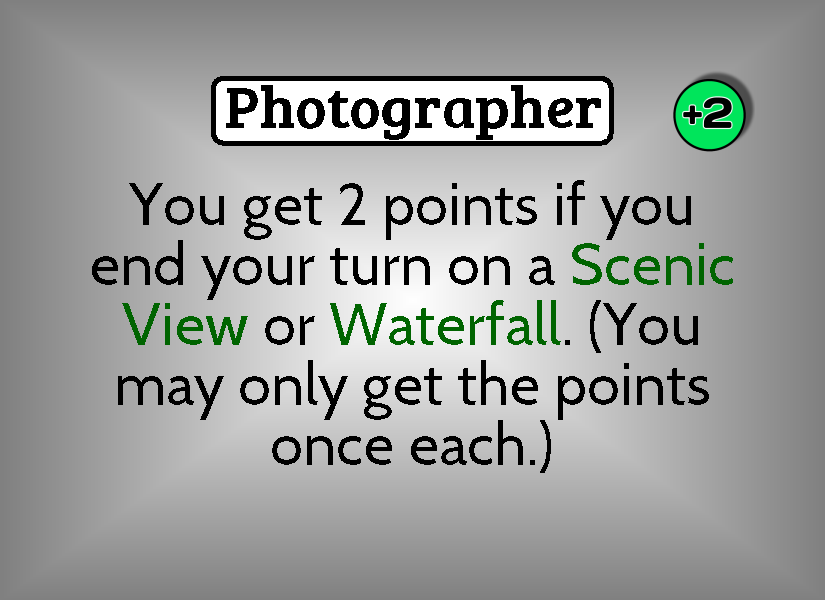 Photographer
+2
You get 2 points if you
end your turn on a Scenic
View or Waterfall. (You
may only get the points
once each.)